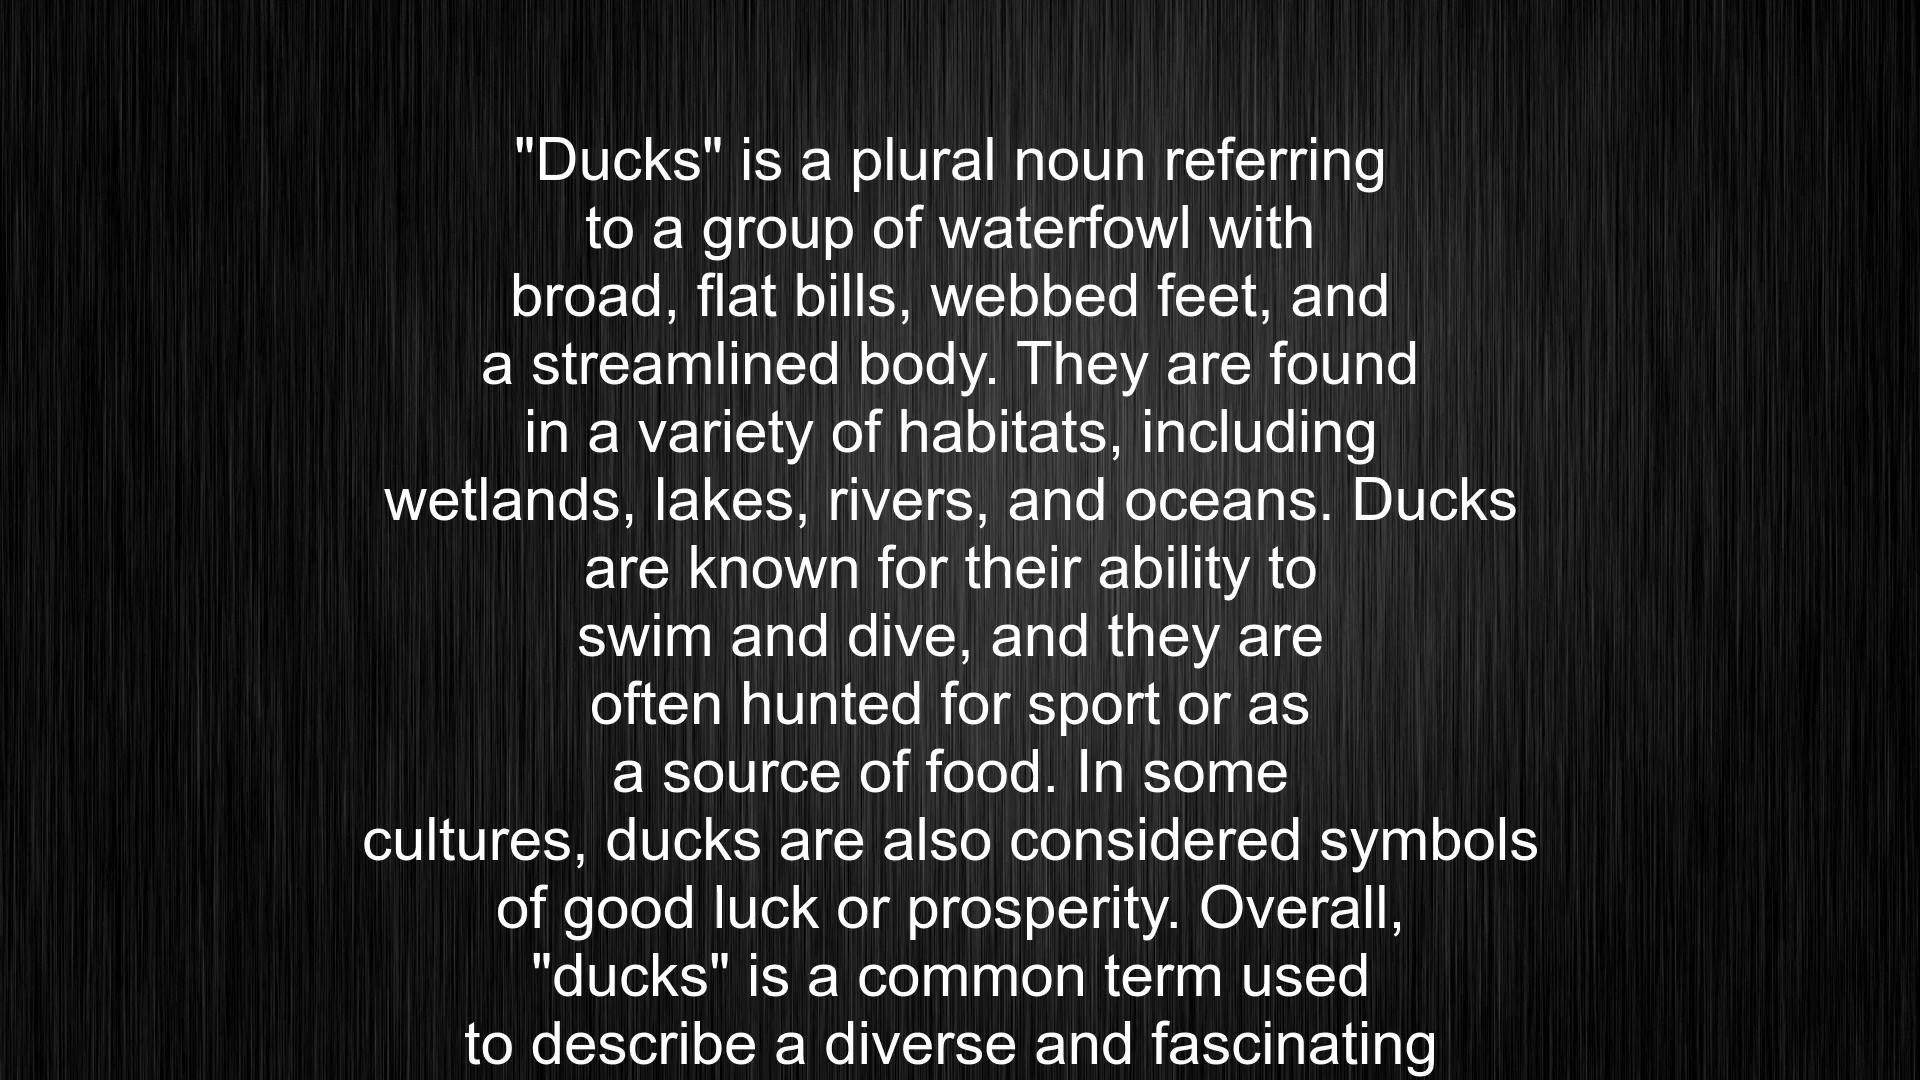 "Ducks" is a plural noun referring
to a group of waterfowl with
broad, flat bills, webbed feet, and
a streamlined body. They are found
in a variety of habitats, including
wetlands, lakes, rivers, and oceans. Ducks
are known for their ability to
swim and dive, and they are
often hunted for sport or as
a source of food. In some
cultures, ducks are also considered symbols
of good luck or prosperity. Overall,
"ducks" is a common term used
to describe a diverse and fascinating